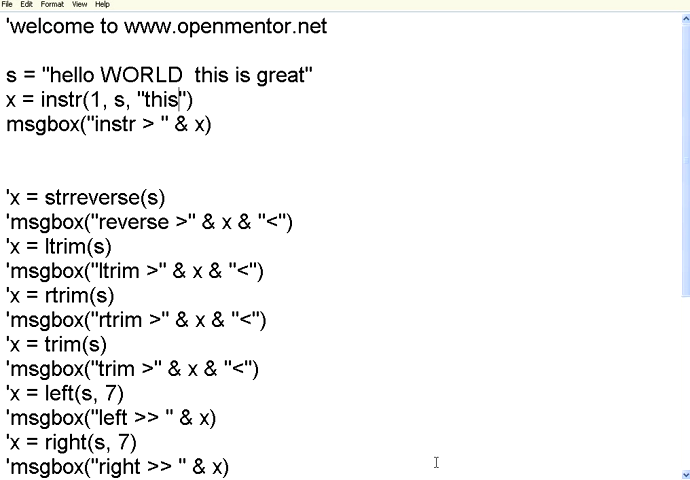 File Edit Format View Help
'welcome to www.openmentor.net
s = "hello WORLD  this is great"
x = instr(1, s, "this")
msgbox("instr > " & x)
'x = strreverse(s)
'msgbox("reverse >" & x & "<")
'x = ltrim(s)
'msgbox("ltrim >" & x & "<")
'x = rtrim(s)
'msgbox("rtrim >" & x & "<")
'x = trim(s)
'msgbox("trim >" & x & "<")
'x = left(s, 7)
'msgbox("left >> " & x)
'x = right(s, 7)
'msgbox("right >> " & x)